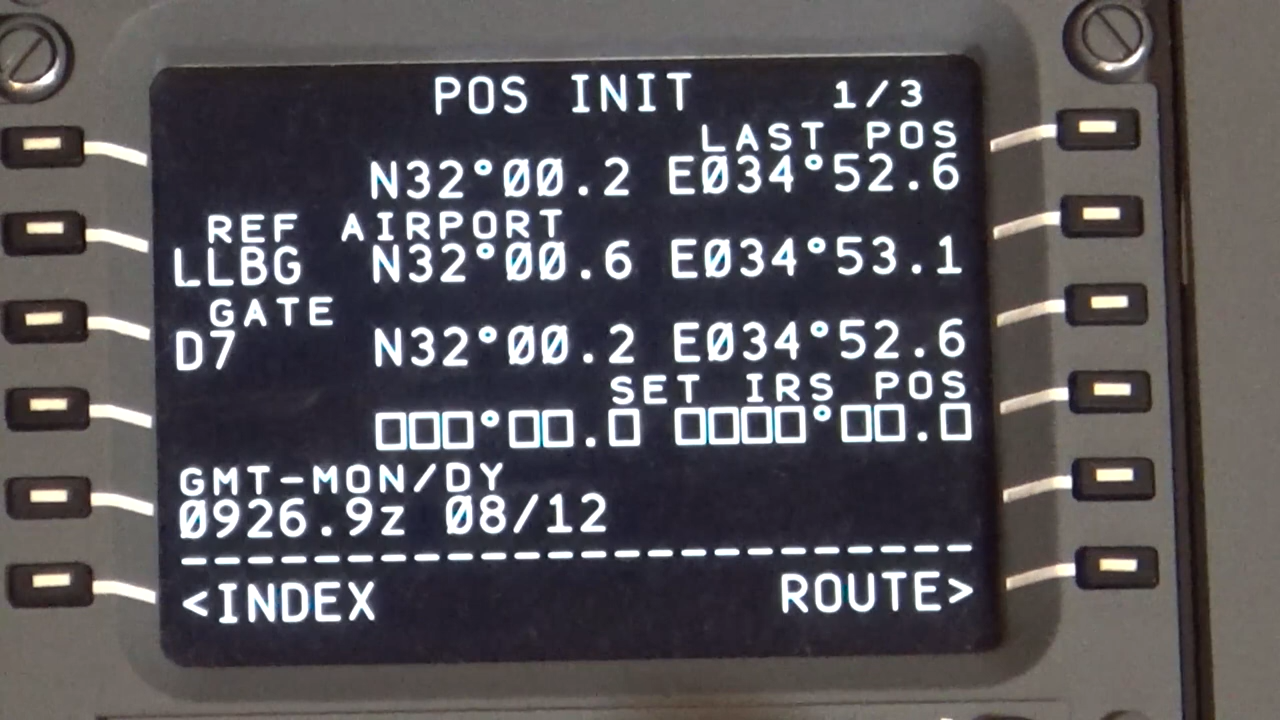 POS INIT 1/3
LAST POS
N32°00.2 E034°52.6
REF AIRPORT
LLBG N32°00.6 E034°53.1
GATE
D7 N32°00.2 E034°52.6
SET IRS POS
□□□°□□.□ □□□□°□□.□
GMT-MON/DY
0926.9z 08/12
------------------------
<INDEX ROUTE>